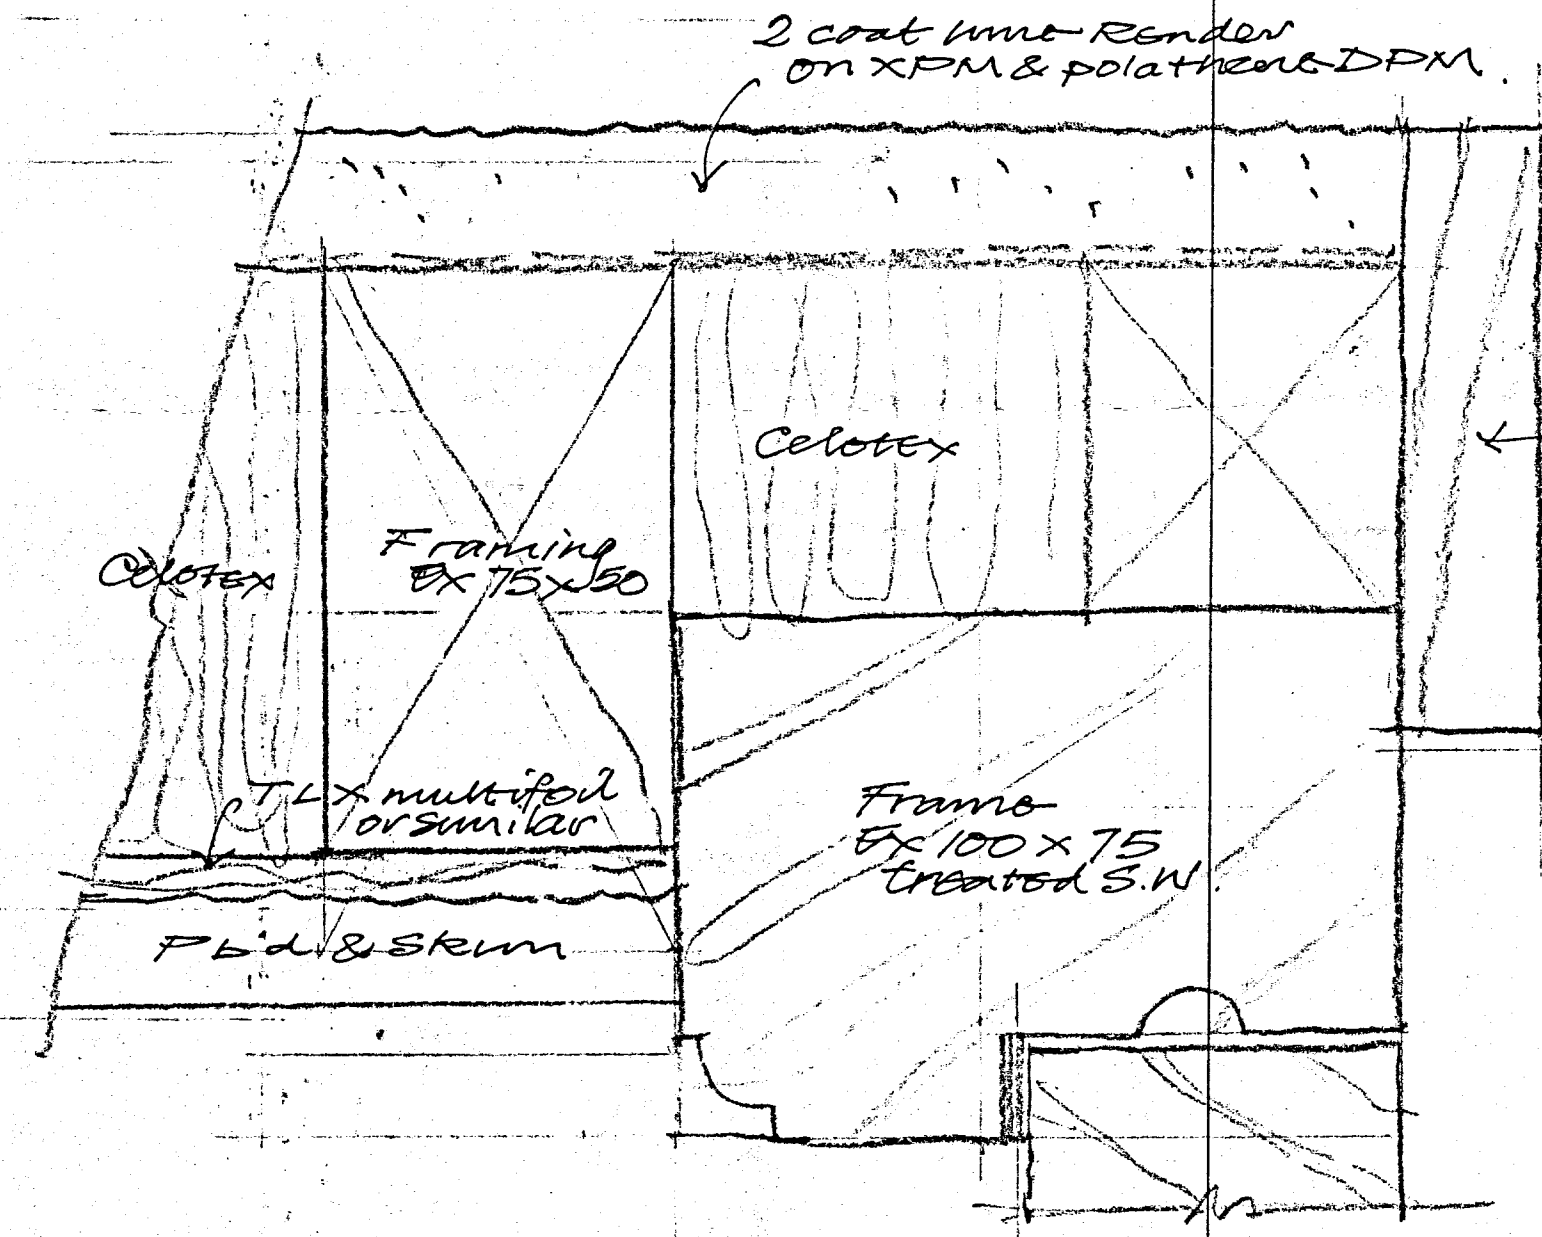 2 coat lime Render
on XPM & polathene DPM.
Celotex
Framing
Ex 75x50
Celotex
TLX multifoil
or similar
Frame
Ex 100 x 75
treated S.W.
Pb'd & Skim